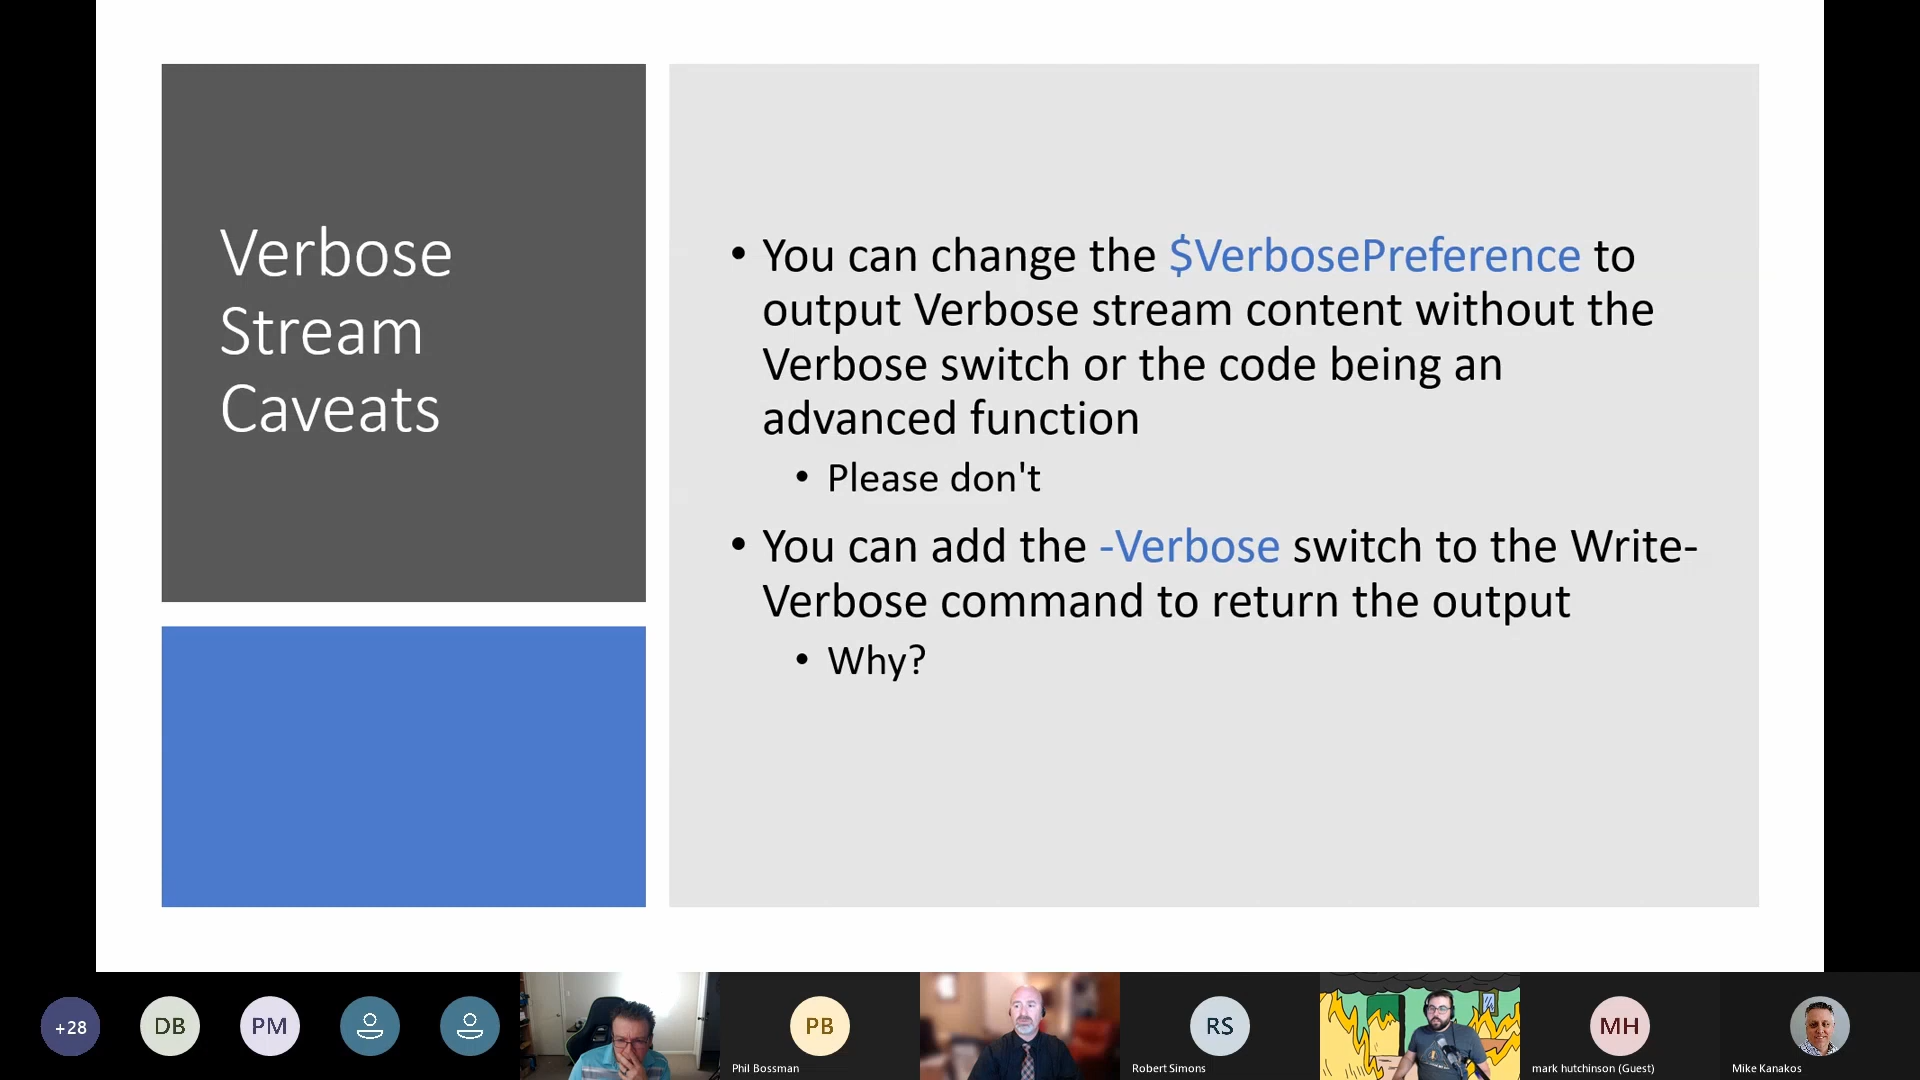 Verbose
Stream
Caveats
• You can change the $VerbosePreference to
output Verbose stream content without the
Verbose switch or the code being an
advanced function
• Please don't
• You can add the -Verbose switch to the Write-
Verbose command to return the output
• Why?
+28
DB
PM
PB
Phil Bossman
RS
Robert Simons
MH
mark hutchinson (Guest)
Mike Kanakos